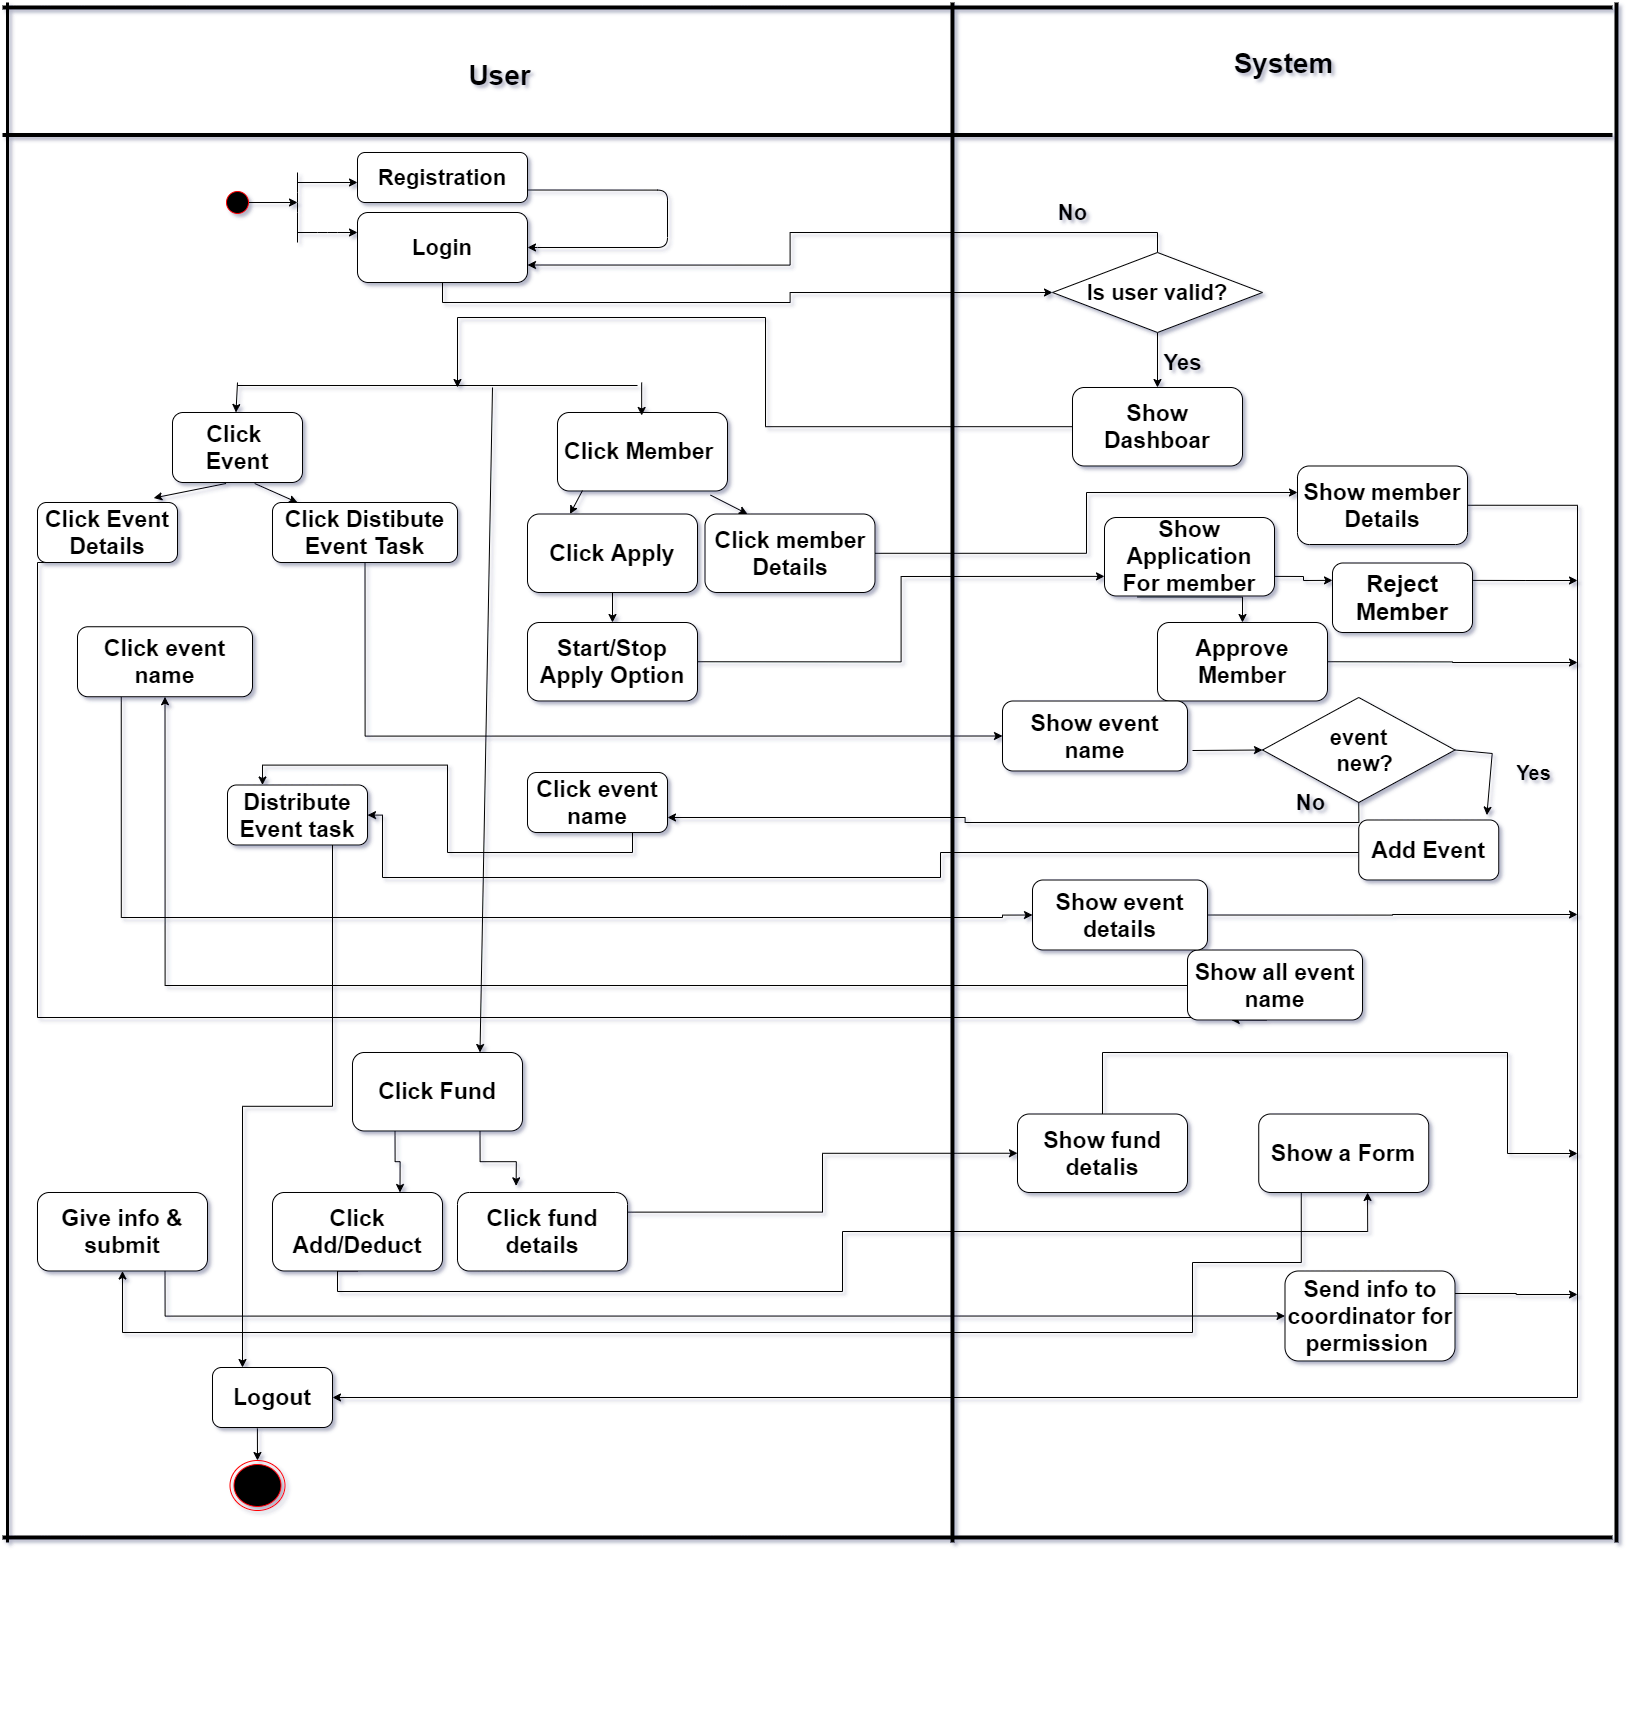 User
System
Registration
Login
No
Is user valid?
Yes
Show
Dashboar
Click
Event
Click Member
Click Event
Details
Click Distibute
Event Task
Click Apply
Click member
Details
Show member
Details
Show
Application
For member
Reject
Member
Click event
name
Start/Stop
Apply Option
Approve
Member
Show event
name
event
new?
Yes
No
Distribute
Event task
Click event
name
Add Event
Show event
details
Show all event
name
Click Fund
Show fund
detalis
Show a Form
Give info &
submit
Click
Add/Deduct
Click fund
details
Send info to
coordinator for
permission
Logout